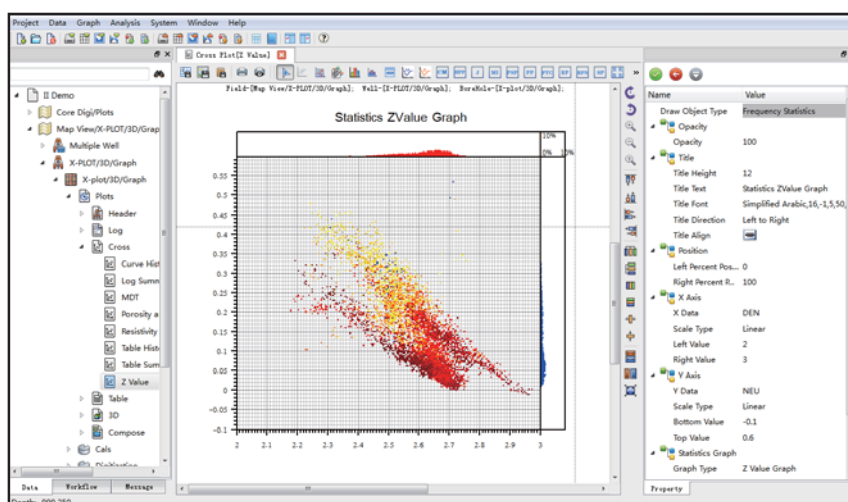 Project Data Graph Analysis System Window Help
Cross Plot[Z Value]
Field-[Map View/X-PLOT/3D/Graph]; Well-[X-PLOT/3D/Graph]; BoreHole-[X-plot/3D/Graph];
II Demo
Core Digi/Plots
Map View/X-PLOT/3D/Grap
Multiple Well
X-PLOT/3D/Graph
X-plot/3D/Graph
Plots
Header
Log
Cross
Curve Hist
Log Summ
MDT
Porosity a
Resistivity
Table Histo
Table Sum
Z Value
Table
3D
Compose
Cals
Data Workflow Message
Statistics ZValue Graph
10%
0% 10%
0.55
0.5
0.45
0.4
0.35
0.3
0.25
0.2
0.15
0.1
0.05
0
-0.05
-0.1
2 2.1 2.2 2.3 2.4 2.5 2.6 2.7 2.8 2.9 3
Name Value
Draw Object Type Frequency Statistics
Opacity
Opacity 100
Title
Title Height 12
Title Text Statistics ZValue Graph
Title Font Simplified Arabic,16,-1,5,50,
Title Direction Left to Right
Title Align
Position
Left Percent Pos... 0
Right Percent P... 100
X Axis
X Data DEN
Scale Type Linear
Left Value 2
Right Value 3
Y Axis
Y Data NEU
Scale Type Linear
Bottom Value -0.1
Top Value 0.6
Statistics Graph
Graph Type Z Value Graph
Property